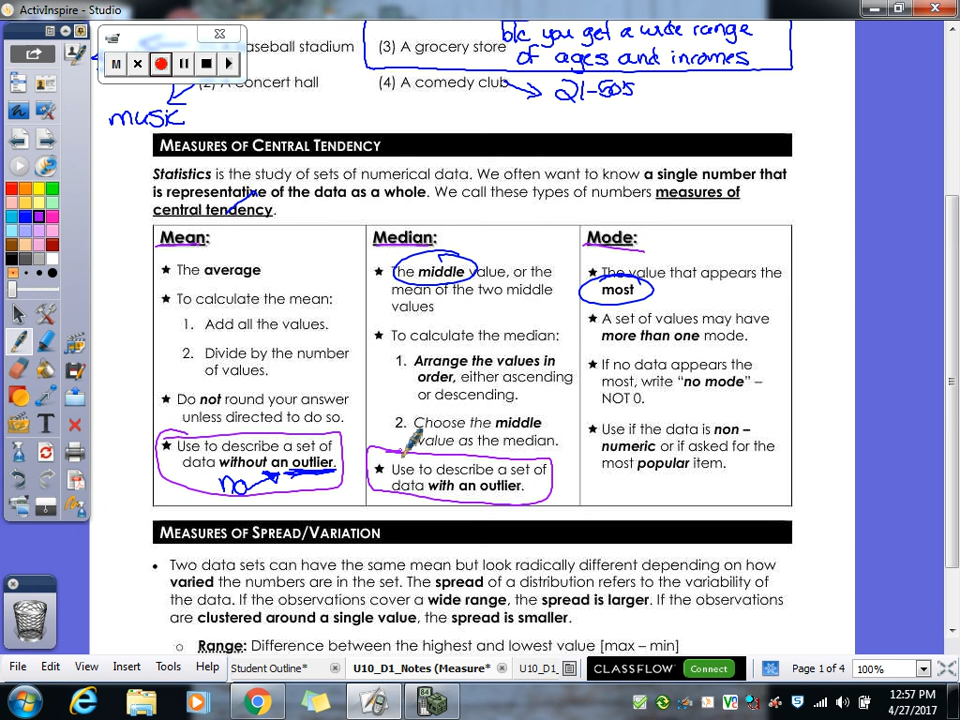 ActivInspire - Studio
b/c you get a wide range
of ages and incomes
baseball stadium
(3) A grocery store
(2) A concert hall
(4) A comedy club
21-50s
music
M
MEASURES OF CENTRAL TENDENCY
Statistics is the study of sets of numerical data. We often want to know a single number that
is representative of the data as a whole. We call these types of numbers measures of
central tendency.
Mean:
★ The average
★ To calculate the mean:
1. Add all the values.
2. Divide by the number
of values.
★ Do not round your answer
unless directed to do so.
★ Use to describe a set of
data without an outlier.
no
Median:
★ The middle value, or the
mean of the two middle
values
★ To calculate the median:
1. Arrange the values in
order, either ascending
or descending.
2. Choose the middle
value as the median.
★ Use to describe a set of
data with an outlier.
Mode:
★ The value that appears the
most
★ A set of values may have
more than one mode.
★ If no data appears the
most, write “no mode” –
NOT 0.
★ Use if the data is non –
numeric or if asked for the
most popular item.
MEASURES OF SPREAD/VARIATION
• Two data sets can have the same mean but look radically different depending on how
varied the numbers are in the set. The spread of a distribution refers to the variability of
the data. If the observations cover a wide range, the spread is larger. If the observations
are clustered around a single value, the spread is smaller.
o Range: Difference between the highest and lowest value [max – min]
File Edit View Insert Tools Help
Student Outline*
U10_D1_Notes (Measure*
U10_D1_
CLASSFLOW Connect
Page 1 of 4
100%
12:57 PM
4/27/2017